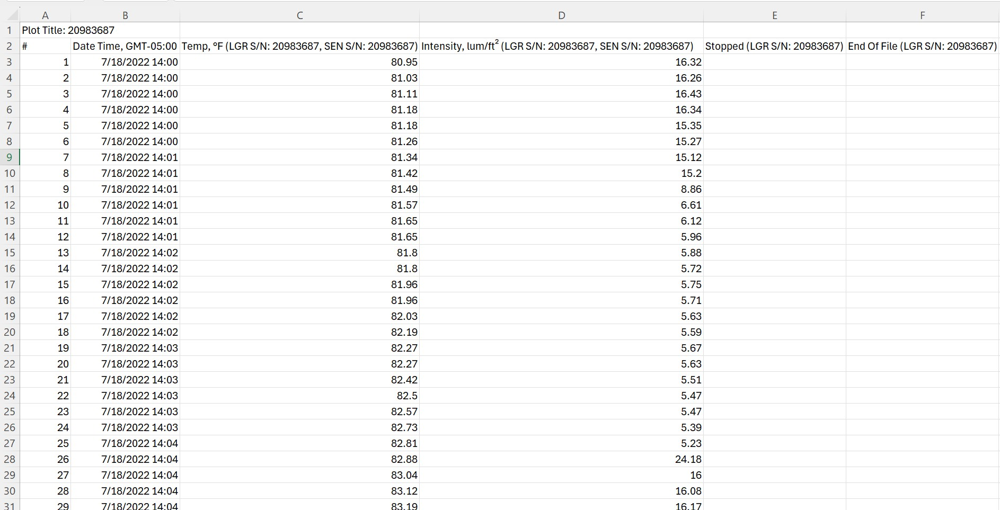 A B C D E F
1 Plot Title: 20983687
2 # Date Time, GMT-05:00 Temp, °F (LGR S/N: 20983687, SEN S/N: 20983687) Intensity, lum/ft² (LGR S/N: 20983687, SEN S/N: 20983687) Stopped (LGR S/N: 20983687) End Of File (LGR S/N: 20983687)
3 1 7/18/2022 14:00 80.95 16.32
4 2 7/18/2022 14:00 81.03 16.26
5 3 7/18/2022 14:00 81.11 16.43
6 4 7/18/2022 14:00 81.18 16.34
7 5 7/18/2022 14:00 81.18 15.35
8 6 7/18/2022 14:00 81.26 15.27
9 7 7/18/2022 14:01 81.34 15.12
10 8 7/18/2022 14:01 81.42 15.2
11 9 7/18/2022 14:01 81.49 8.86
12 10 7/18/2022 14:01 81.57 6.61
13 11 7/18/2022 14:01 81.65 6.12
14 12 7/18/2022 14:01 81.65 5.96
15 13 7/18/2022 14:02 81.8 5.88
16 14 7/18/2022 14:02 81.8 5.72
17 15 7/18/2022 14:02 81.96 5.75
18 16 7/18/2022 14:02 81.96 5.71
19 17 7/18/2022 14:02 82.03 5.63
20 18 7/18/2022 14:02 82.19 5.59
21 19 7/18/2022 14:03 82.27 5.67
22 20 7/18/2022 14:03 82.27 5.63
23 21 7/18/2022 14:03 82.42 5.51
24 22 7/18/2022 14:03 82.5 5.47
25 23 7/18/2022 14:03 82.57 5.47
26 24 7/18/2022 14:03 82.73 5.39
27 25 7/18/2022 14:04 82.81 5.23
28 26 7/18/2022 14:04 82.88 24.18
29 27 7/18/2022 14:04 83.04 16
30 28 7/18/2022 14:04 83.12 16.08
31 29 7/18/2022 14:04 83.19 16.17